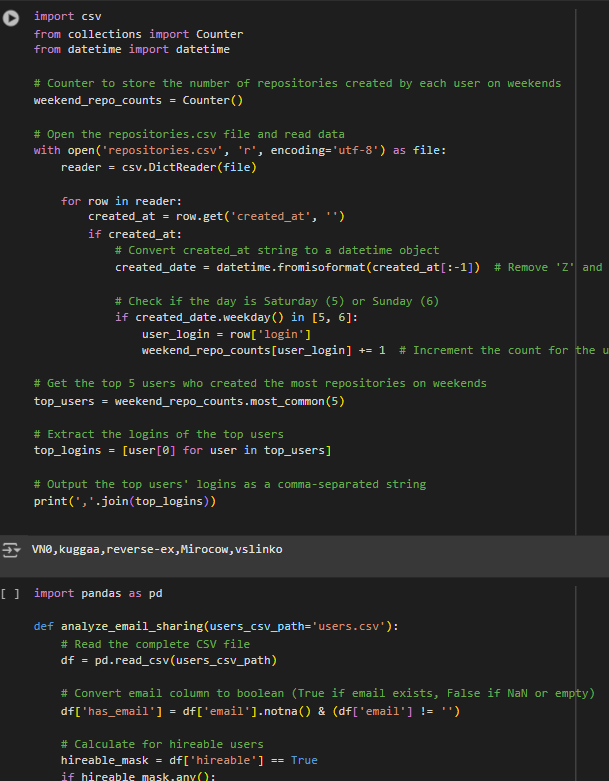 import csv
from collections import Counter
from datetime import datetime
# Counter to store the number of repositories created by each user on weekends
weekend_repo_counts = Counter()
# Open the repositories.csv file and read data
with open('repositories.csv', 'r', encoding='utf-8') as file:
    reader = csv.DictReader(file)
    for row in reader:
        created_at = row.get('created_at', '')
        if created_at:
            # Convert created_at string to a datetime object
            created_date = datetime.fromisoformat(created_at[:-1])  # Remove 'Z' and
            # Check if the day is Saturday (5) or Sunday (6)
            if created_date.weekday() in [5, 6]:
                user_login = row['login']
                weekend_repo_counts[user_login] += 1  # Increment the count for the u
# Get the top 5 users who created the most repositories on weekends
top_users = weekend_repo_counts.most_common(5)
# Extract the logins of the top users
top_logins = [user[0] for user in top_users]
# Output the top users' logins as a comma-separated string
print(','.join(top_logins))
VN0,kuggaa,reverse-ex,Mirocow,vslinko
[ ] import pandas as pd
def analyze_email_sharing(users_csv_path='users.csv'):
    # Read the complete CSV file
    df = pd.read_csv(users_csv_path)
    # Convert email column to boolean (True if email exists, False if NaN or empty)
    df['has_email'] = df['email'].notna() & (df['email'] != '')
    # Calculate for hireable users
    hireable_mask = df['hireable'] == True
    if hireable_mask.any():